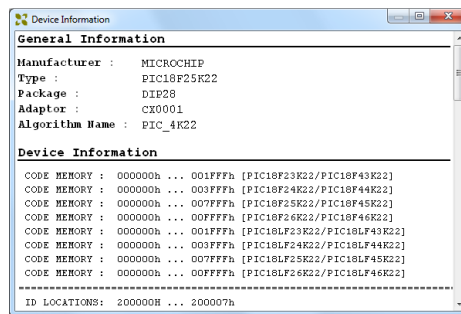 Device Information
General Information
Manufacturer : MICROCHIP
Type : PIC18F25K22
Package : DIP28
Adaptor : CX0001
Algorithm Name : PIC_4K22
Device Information
CODE MEMORY : 000000h ... 001FFFh [PIC18F23K22/PIC18F43K22]
CODE MEMORY : 000000h ... 003FFFh [PIC18F24K22/PIC18F44K22]
CODE MEMORY : 000000h ... 007FFFh [PIC18F25K22/PIC18F45K22]
CODE MEMORY : 000000h ... 00FFFFh [PIC18F26K22/PIC18F46K22]
CODE MEMORY : 000000h ... 001FFFh [PIC18LF23K22/PIC18LF43K22]
CODE MEMORY : 000000h ... 003FFFh [PIC18LF24K22/PIC18LF44K22]
CODE MEMORY : 000000h ... 007FFFh [PIC18LF25K22/PIC18LF45K22]
CODE MEMORY : 000000h ... 00FFFFh [PIC18LF26K22/PIC18LF46K22]
ID LOCATIONS: 200000H ... 200007h